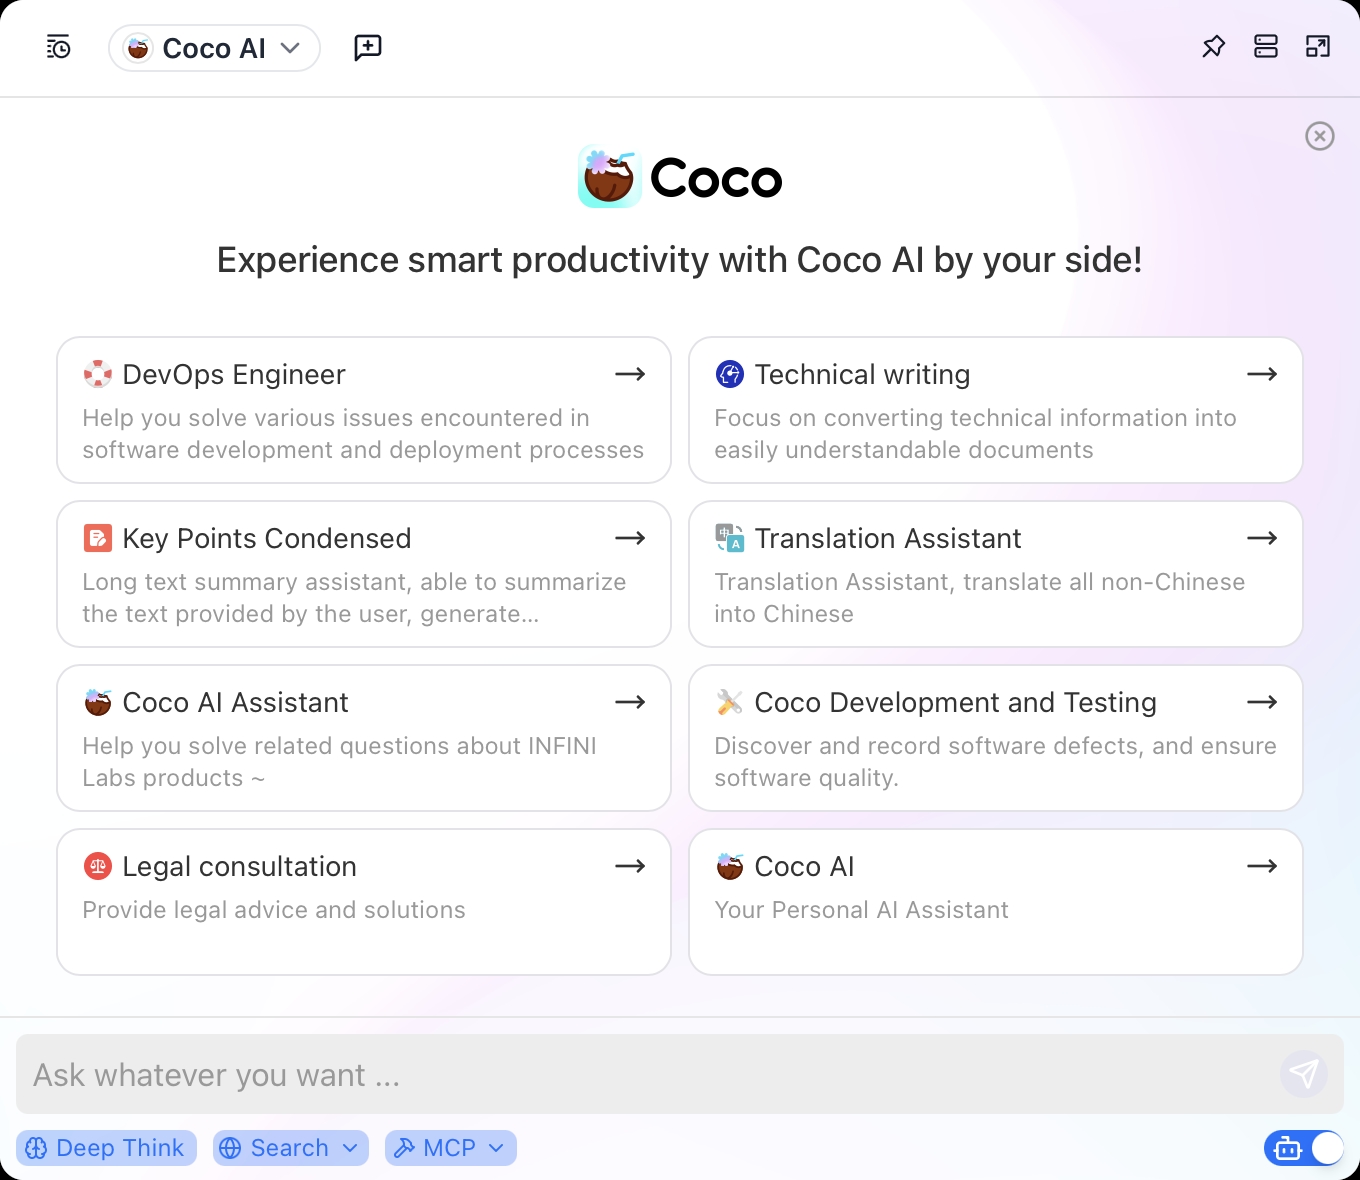 Coco AI
Coco
Experience smart productivity with Coco AI by your side!
DevOps Engineer
Help you solve various issues encountered in
software development and deployment processes
Technical writing
Focus on converting technical information into
easily understandable documents
Key Points Condensed
Long text summary assistant, able to summarize
the text provided by the user, generate...
中
A
Translation Assistant
Translation Assistant, translate all non-Chinese
into Chinese
Coco AI Assistant
Help you solve related questions about INFINI
Labs products ~
Coco Development and Testing
Discover and record software defects, and ensure
software quality.
Legal consultation
Provide legal advice and solutions
Coco AI
Your Personal AI Assistant
Ask whatever you want ...
Deep Think
Search
MCP